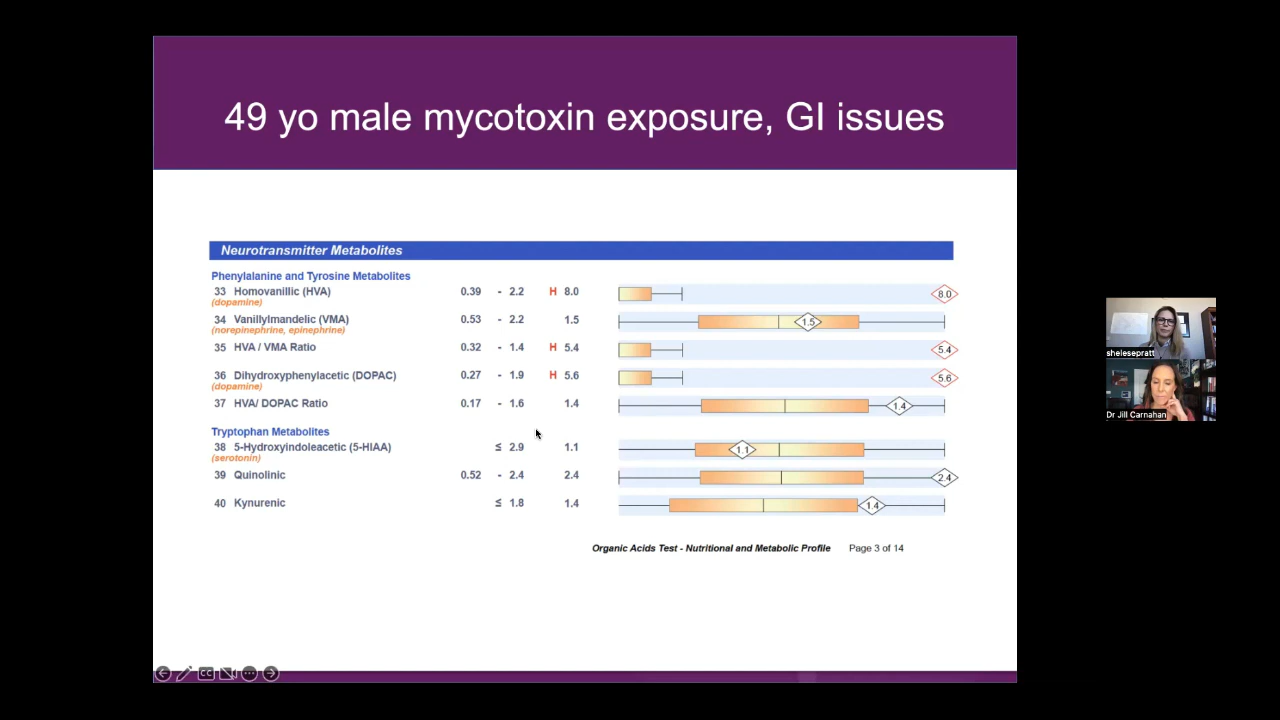 49 yo male mycotoxin exposure, GI issues
Neurotransmitter Metabolites
Phenylalanine and Tyrosine Metabolites
33 Homovanillic (HVA) 0.39 - 2.2 H 8.0 8.0
(dopamine)
34 Vanillylmandelic (VMA) 0.53 - 2.2 1.5 1.5
(norepinephrine, epinephrine)
35 HVA / VMA Ratio 0.32 - 1.4 H 5.4 5.4
36 Dihydroxyphenylacetic (DOPAC) 0.27 - 1.9 H 5.6 5.6
(dopamine)
37 HVA/ DOPAC Ratio 0.17 - 1.6 1.4 1.4
Tryptophan Metabolites
38 5-Hydroxyindoleacetic (5-HIAA) ≤ 2.9 1.1 1.1
(serotonin)
39 Quinolinic 0.52 - 2.4 2.4 2.4
40 Kynurenic ≤ 1.8 1.4 1.4
Organic Acids Test - Nutritional and Metabolic Profile Page 3 of 14
shelesepratt
Dr Jill Carnahan
CC